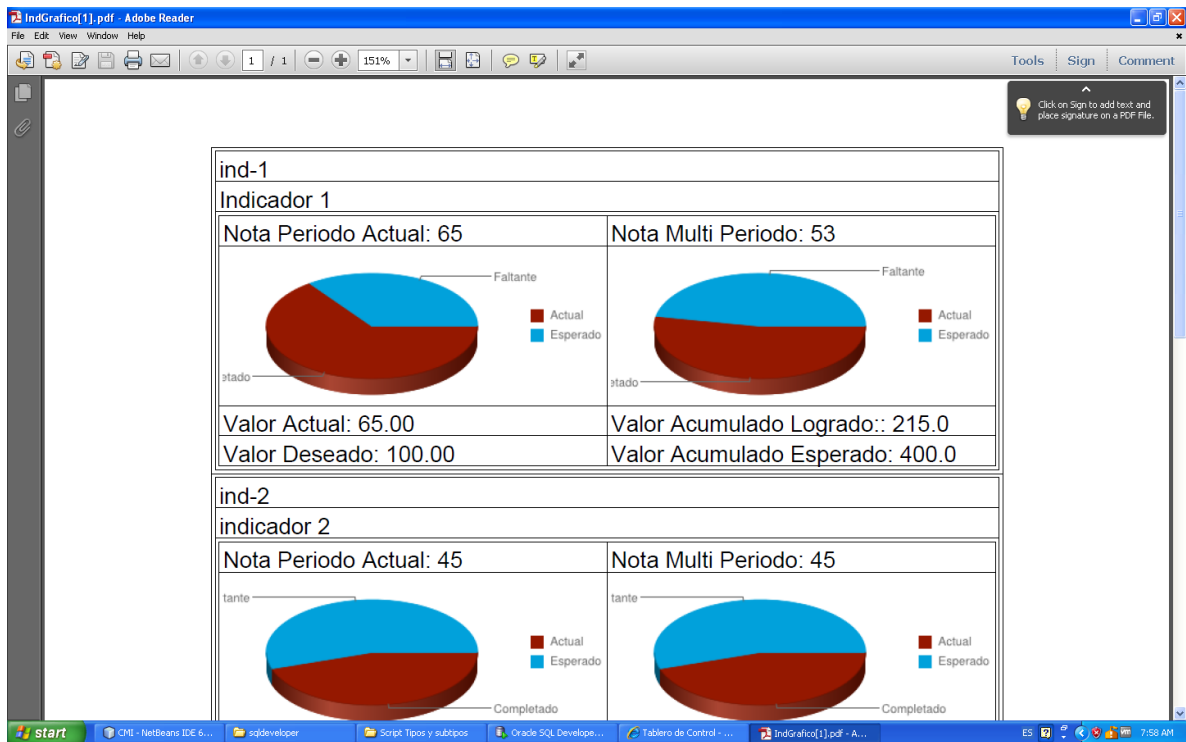 IndGrafico[1].pdf - Adobe Reader
File Edit View Window Help
1 / 1 151% Tools Sign Comment
Click on Sign to add text and
place signature on a PDF File.
ind-1
Indicador 1
Nota Periodo Actual: 65 Nota Multi Periodo: 53
Faltante Faltante
Actual Actual
Esperado Esperado
etado etado
Valor Actual: 65.00 Valor Acumulado Logrado:: 215.0
Valor Deseado: 100.00 Valor Acumulado Esperado: 400.0
ind-2
indicador 2
Nota Periodo Actual: 45 Nota Multi Periodo: 45
tante tante
Actual Actual
Esperado Esperado
Completado Completado
start CMI - NetBeans IDE 6... sqldeveloper Script Tipos y subtipos Oracle SQL Develope... Tablero de Control - ... IndGrafico[1].pdf - A... ES 7:58 AM